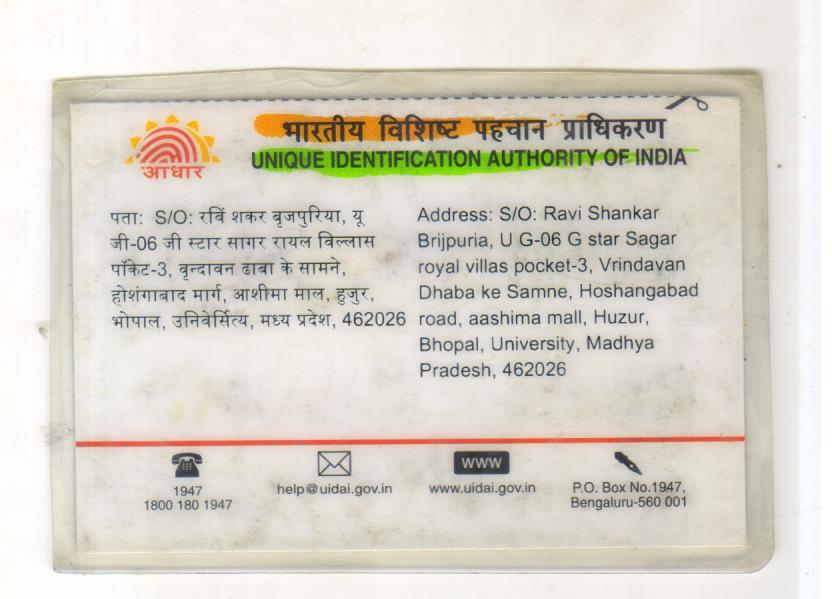 भारतीय विशिष्ट पहचान प्राधिकरण
UNIQUE IDENTIFICATION AUTHORITY OF INDIA
आधार
पता: S/O: रविं शकर बृजपुरिया, यू
जी-06 जी स्टार सागर रायल विल्लास
पॉकेट-3, वृन्दावन ढाबा के सामने,
होशंगाबाद मार्ग, आशीमा माल, हुजुर,
भोपाल, उनिवेर्सित्य, मध्य प्रदेश, 462026
Address: S/O: Ravi Shankar
Brijpuria, U G-06 G star Sagar
royal villas pocket-3, Vrindavan
Dhaba ke Samne, Hoshangabad
road, aashima mall, Huzur,
Bhopal, University, Madhya
Pradesh, 462026
1947
1800 180 1947
help@uidai.gov.in
WWW
www.uidai.gov.in
P.O. Box No.1947,
Bengaluru-560 001